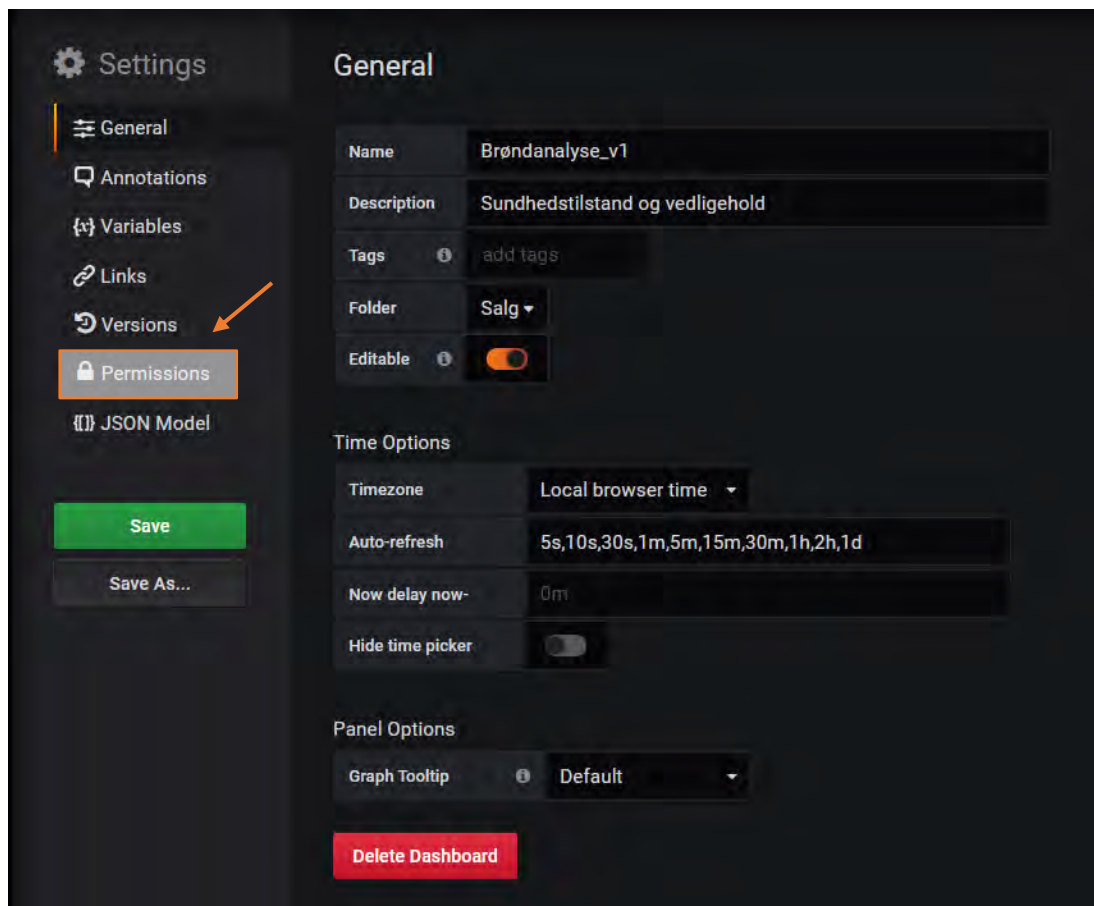 Settings
General
Annotations
{x} Variables
Links
Versions
Permissions
{[]} JSON Model
Save
Save As...
General
Name Brøndanalyse_v1
Description Sundhedstilstand og vedligehold
Tags add tags
Folder Salg
Editable
Time Options
Timezone Local browser time
Auto-refresh 5s,10s,30s,1m,5m,15m,30m,1h,2h,1d
Now delay now- 0m
Hide time picker
Panel Options
Graph Tooltip Default
Delete Dashboard